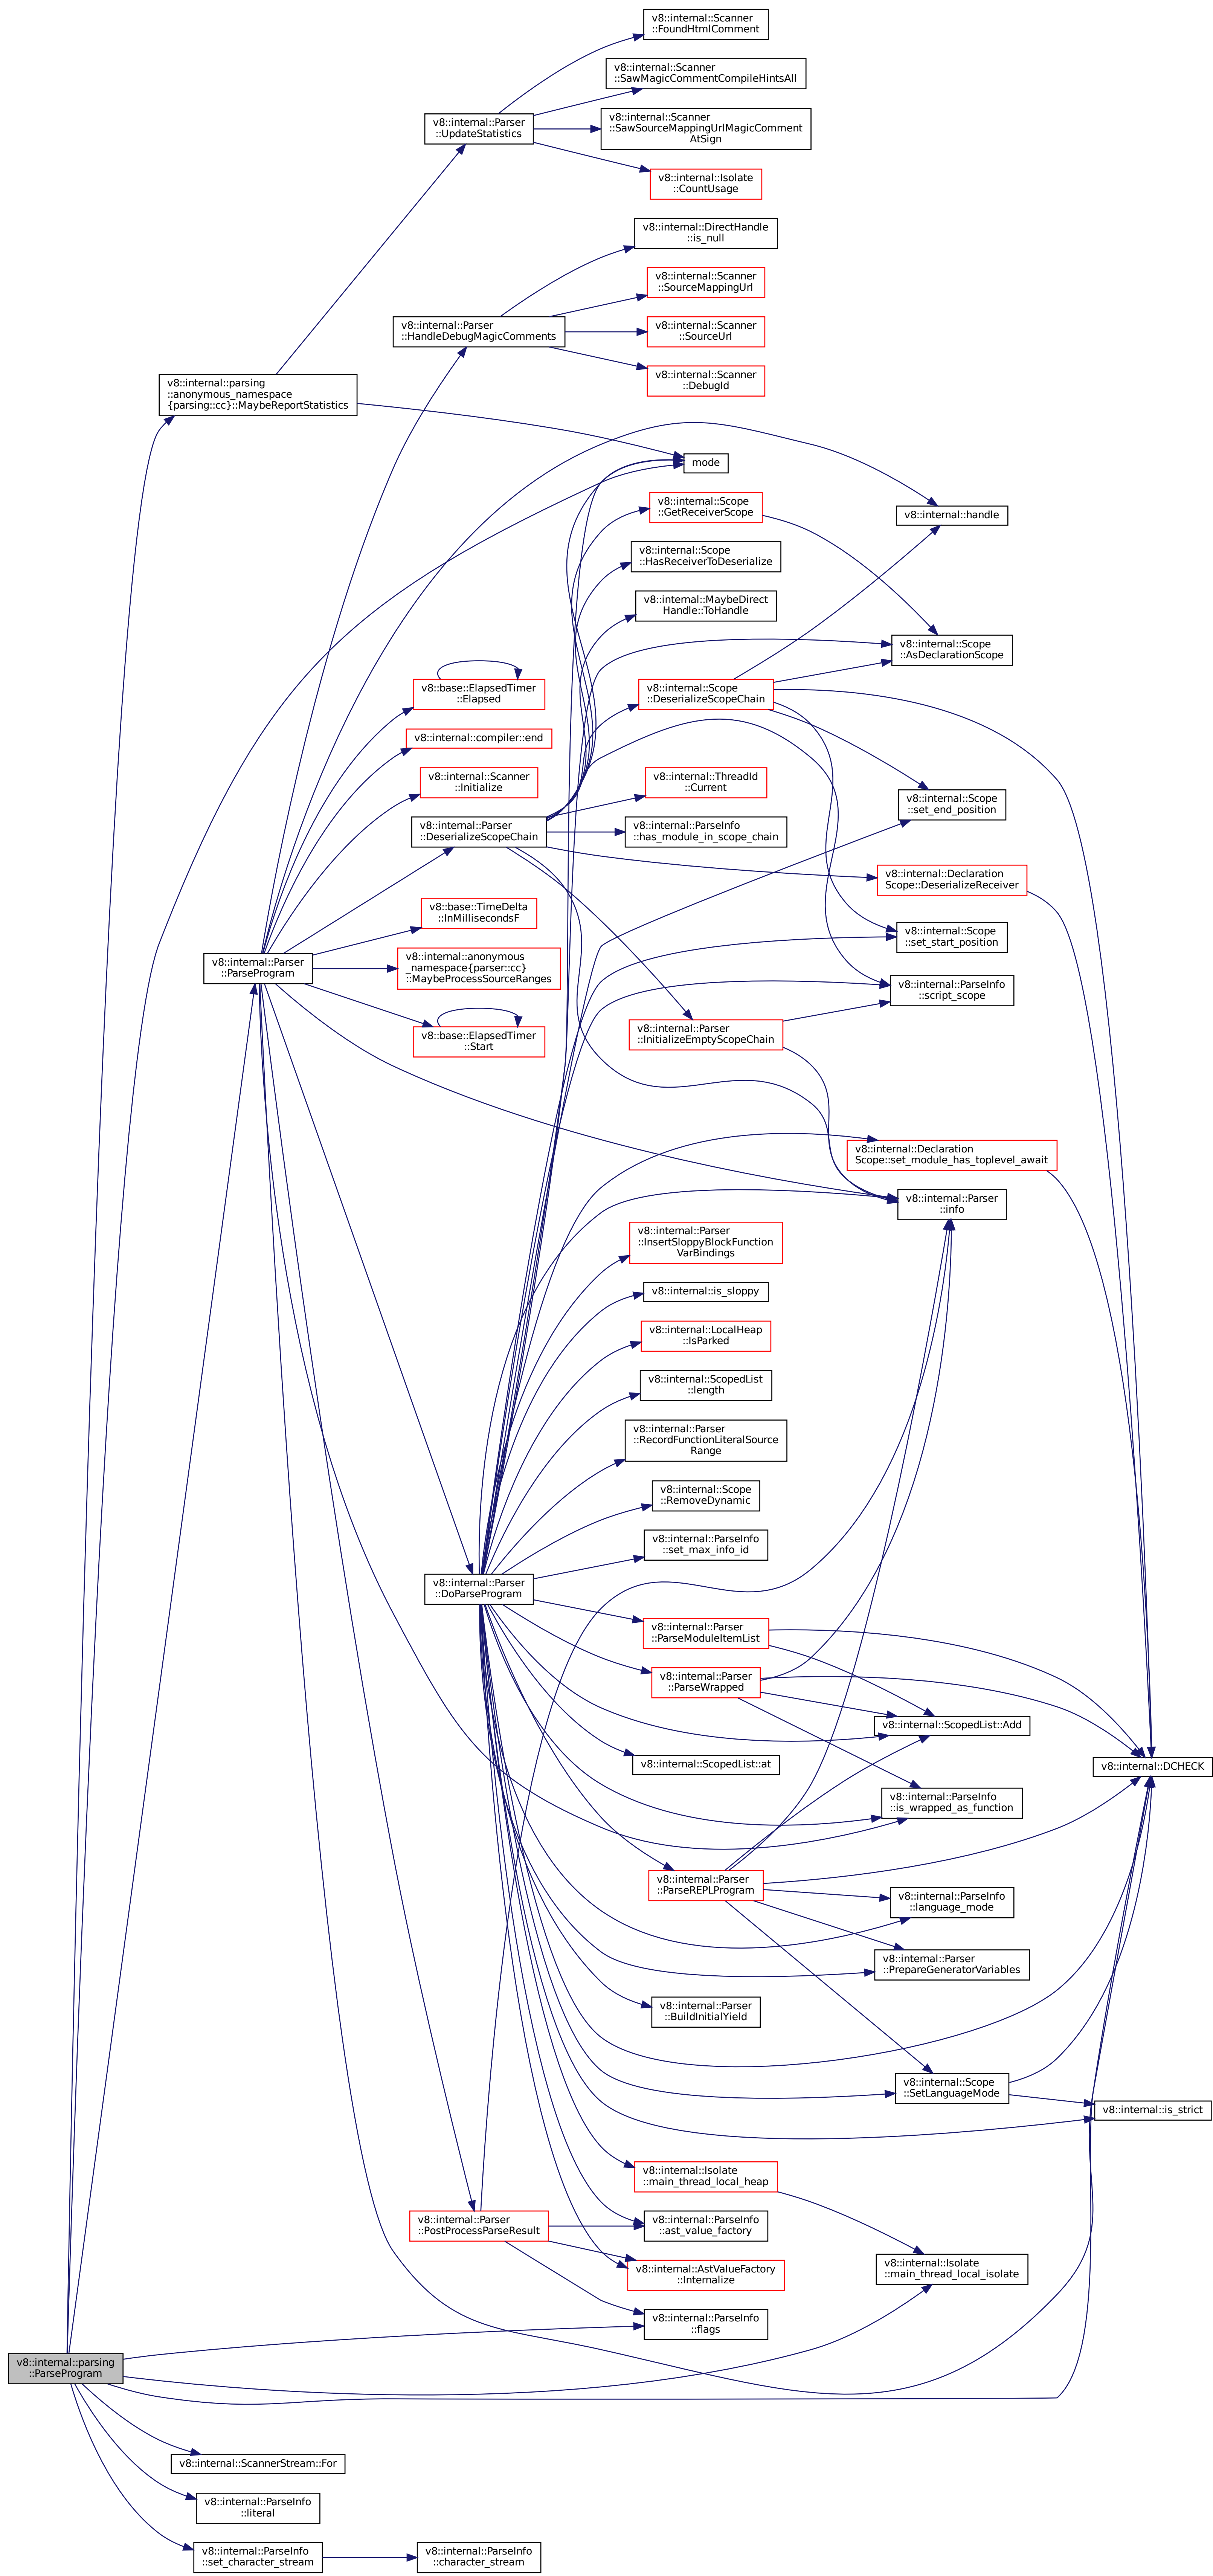 v8::internal::Scanner
::FoundHtmlComment
v8::internal::Scanner
::SawMagicCommentCompileHintsAll
v8::internal::Scanner
::SawSourceMappingUrlMagicComment
AtSign
v8::internal::Parser
::UpdateStatistics
v8::internal::Isolate
::CountUsage
v8::internal::DirectHandle
::is_null
v8::internal::Scanner
::SourceMappingUrl
v8::internal::Parser
::HandleDebugMagicComments
v8::internal::Scanner
::SourceUrl
v8::internal::Scanner
::DebugId
v8::internal::parsing
::anonymous_namespace
{parsing::cc}::MaybeReportStatistics
mode
v8::internal::Scope
::GetReceiverScope
v8::internal::handle
v8::internal::Scope
::HasReceiverToDeserialize
v8::internal::MaybeDirect
Handle::ToHandle
v8::internal::Scope
::AsDeclarationScope
v8::base::ElapsedTimer
::Elapsed
v8::internal::Scope
::DeserializeScopeChain
v8::internal::compiler::end
v8::internal::Scanner
::Initialize
v8::internal::ThreadId
::Current
v8::internal::Scope
::set_end_position
v8::internal::Parser
::DeserializeScopeChain
v8::internal::ParseInfo
::has_module_in_scope_chain
v8::internal::Declaration
Scope::DeserializeReceiver
v8::base::TimeDelta
::InMillisecondsF
v8::internal::Scope
::set_start_position
v8::internal::Parser
::ParseProgram
v8::internal::anonymous
_namespace{parser::cc}
::MaybeProcessSourceRanges
v8::internal::ParseInfo
::script_scope
v8::base::ElapsedTimer
::Start
v8::internal::Parser
::InitializeEmptyScopeChain
v8::internal::Declaration
Scope::set_module_has_toplevel_await
v8::internal::Parser
::info
v8::internal::Parser
::InsertSloppyBlockFunction
VarBindings
v8::internal::is_sloppy
v8::internal::LocalHeap
::IsParked
v8::internal::ScopedList
::length
v8::internal::Parser
::RecordFunctionLiteralSource
Range
v8::internal::Scope
::RemoveDynamic
v8::internal::ParseInfo
::set_max_info_id
v8::internal::Parser
::DoParseProgram
v8::internal::Parser
::ParseModuleItemList
v8::internal::Parser
::ParseWrapped
v8::internal::ScopedList::Add
v8::internal::ScopedList::at
v8::internal::DCHECK
v8::internal::ParseInfo
::is_wrapped_as_function
v8::internal::Parser
::ParseREPLProgram
v8::internal::ParseInfo
::language_mode
v8::internal::Parser
::PrepareGeneratorVariables
v8::internal::Parser
::BuildInitialYield
v8::internal::Scope
::SetLanguageMode
v8::internal::is_strict
v8::internal::Isolate
::main_thread_local_heap
v8::internal::Parser
::PostProcessParseResult
v8::internal::ParseInfo
::ast_value_factory
v8::internal::AstValueFactory
::Internalize
v8::internal::Isolate
::main_thread_local_isolate
v8::internal::ParseInfo
::flags
v8::internal::parsing
::ParseProgram
v8::internal::ScannerStream::For
v8::internal::ParseInfo
::literal
v8::internal::ParseInfo
::set_character_stream
v8::internal::ParseInfo
::character_stream